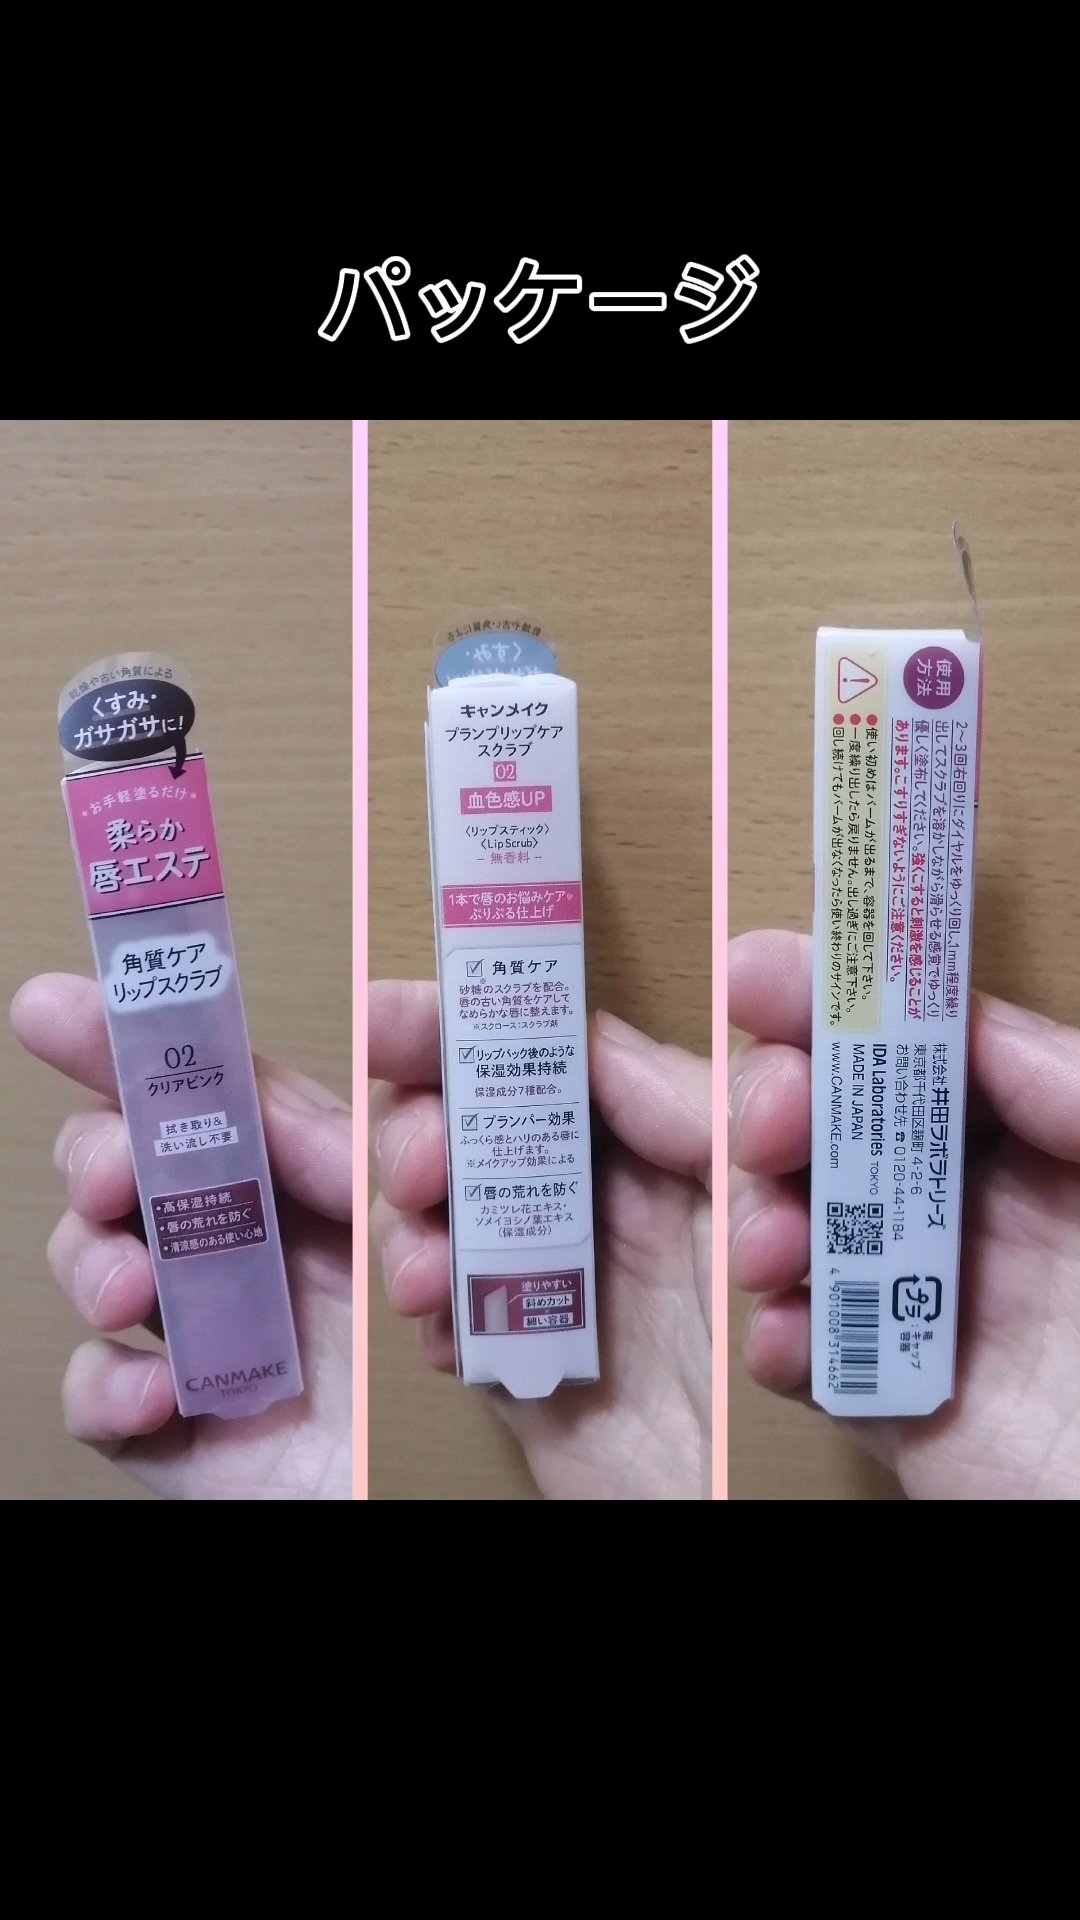 パッケージ
乾燥や古い角質による
くすみ・
ガサガサに!
お手軽塗るだけ
柔らか
唇エステ
角質ケア
リップスクラブ
02
クリアピンク
拭き取り&
洗い流し不要
・高保湿持続
・唇の荒れを防ぐ
・清涼感のある使い心地
CANMAKE
TOKYO
乾燥や古い角質による
くすみ・
キャンメイク
プランプリップケア
スクラブ
02
血色感UP
〈リップスティック〉
〈Lip Scrub〉
– 無香料 –
1本で唇のお悩みケア♥
ぷりぷる仕上げ
角質ケア
砂糖※のスクラブを配合。
唇の古い角質をケアして
なめらかな唇に整えます。
※スクロース:スクラブ剤
リップパック後のような
保湿効果持続
保湿成分7種配合。
プランパー効果
ふっくら感とハリのある唇に
仕上げます。
※メイクアップ効果による
唇の荒れを防ぐ
カミツレ花エキス・
ソメイヨシノ葉エキス
(保湿成分)
塗りやすい
斜めカット
×
細い容器
使用
方法
2〜3回右回りにダイヤルをゆっくり回し、1mm程度繰り
出してスクラブを溶かしながら滑らせる感覚でゆっくり
優しく塗布してください。強くこすると刺激を感じることが
あります。こすりすぎないようにご注意ください。
●使い初めはバームが出るまで、容器を回して下さい。
●一度繰り出したら戻りません。出し過ぎにご注意下さい。
●回し続けてもバームが出なくなったら使い終わりのサインです。
株式会社井田ラボラトリーズ
東京都千代田区麹町 4-2-6
お問い合わせ先 ☎ 0120-44-1184
IDA Laboratories TOKYO
MADE IN JAPAN
www.CANMAKE.com
プラ
:箱・キャップ
容器
4 901008 314662